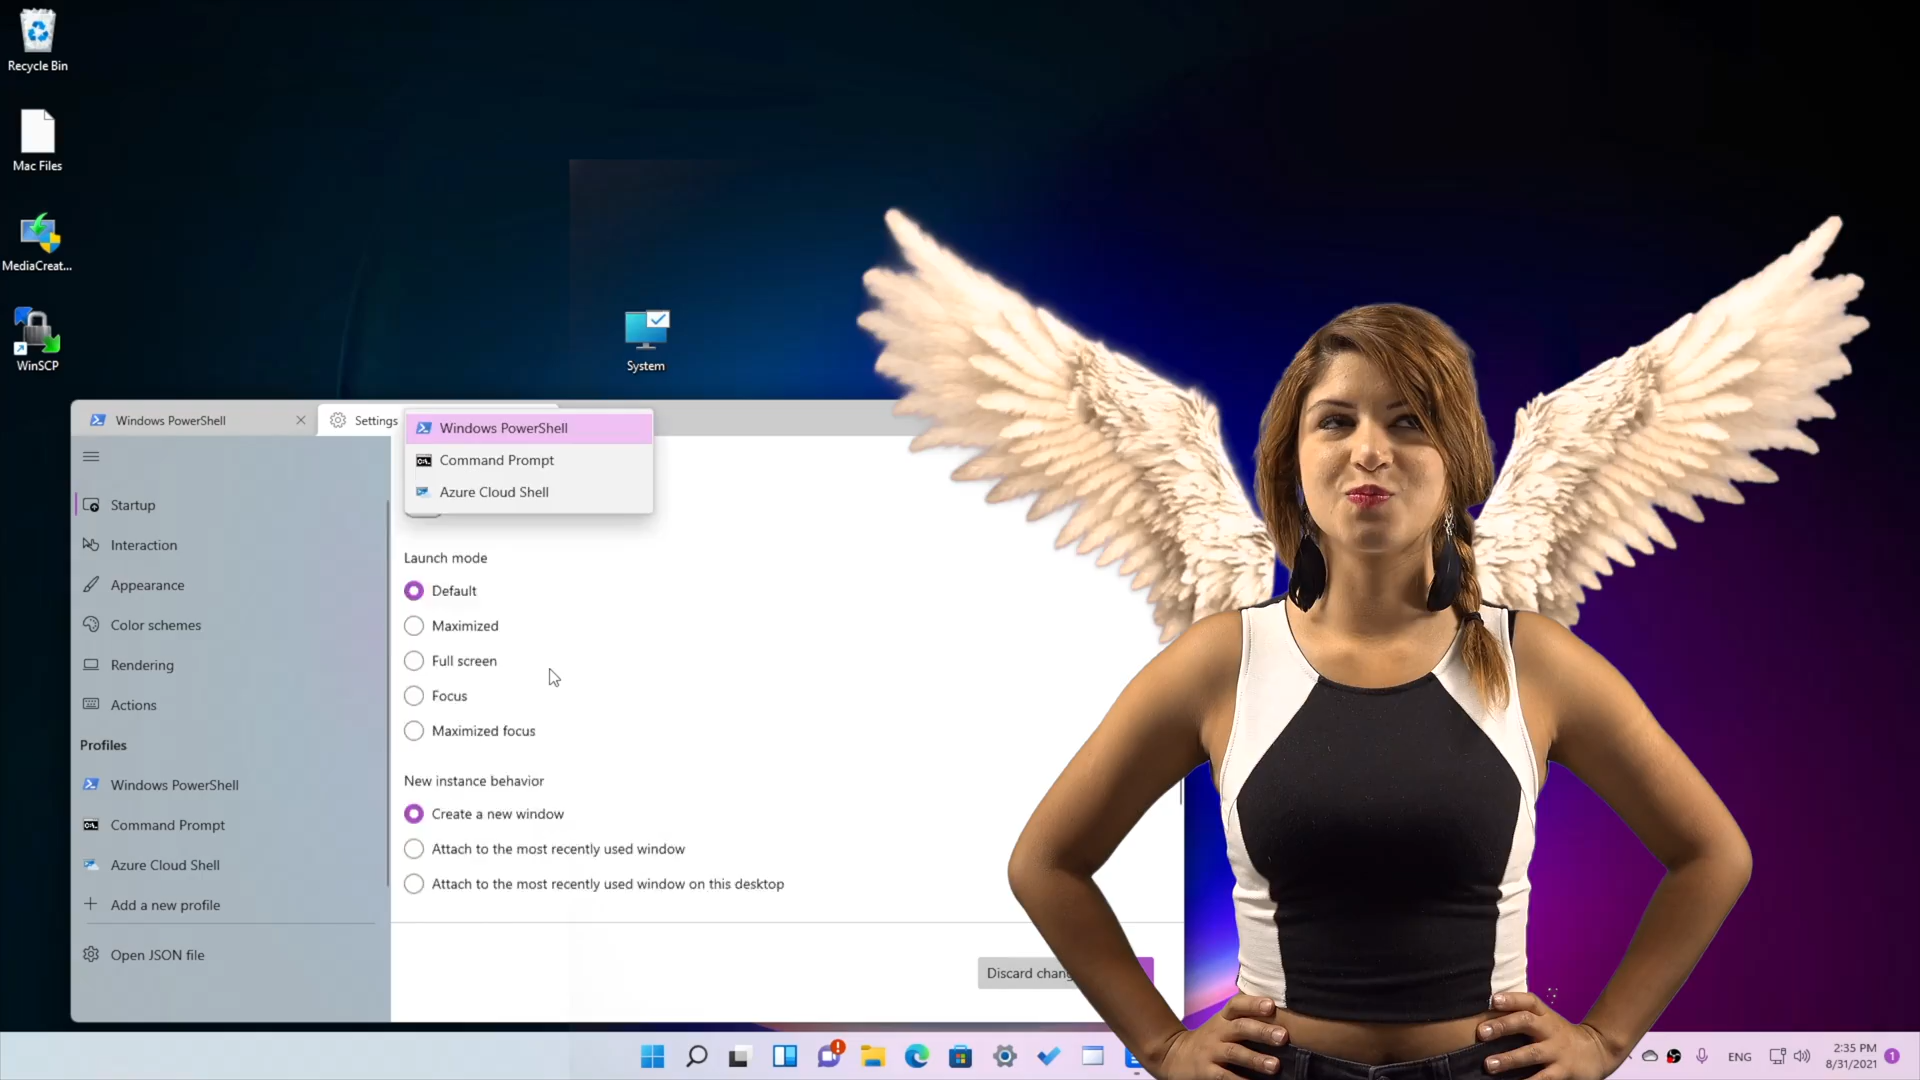 Recycle Bin
Mac Files
MediaCreat...
WinSCP
System
Windows PowerShell
Settings
Windows PowerShell
Command Prompt
Azure Cloud Shell
Startup
Interaction
Appearance
Color schemes
Rendering
Actions
Profiles
Windows PowerShell
Command Prompt
Azure Cloud Shell
Add a new profile
Open JSON file
Launch mode
Default
Maximized
Full screen
Focus
Maximized focus
New instance behavior
Create a new window
Attach to the most recently used window
Attach to the most recently used window on this desktop
Discard chang
ENG
2:35 PM
8/31/2021
1